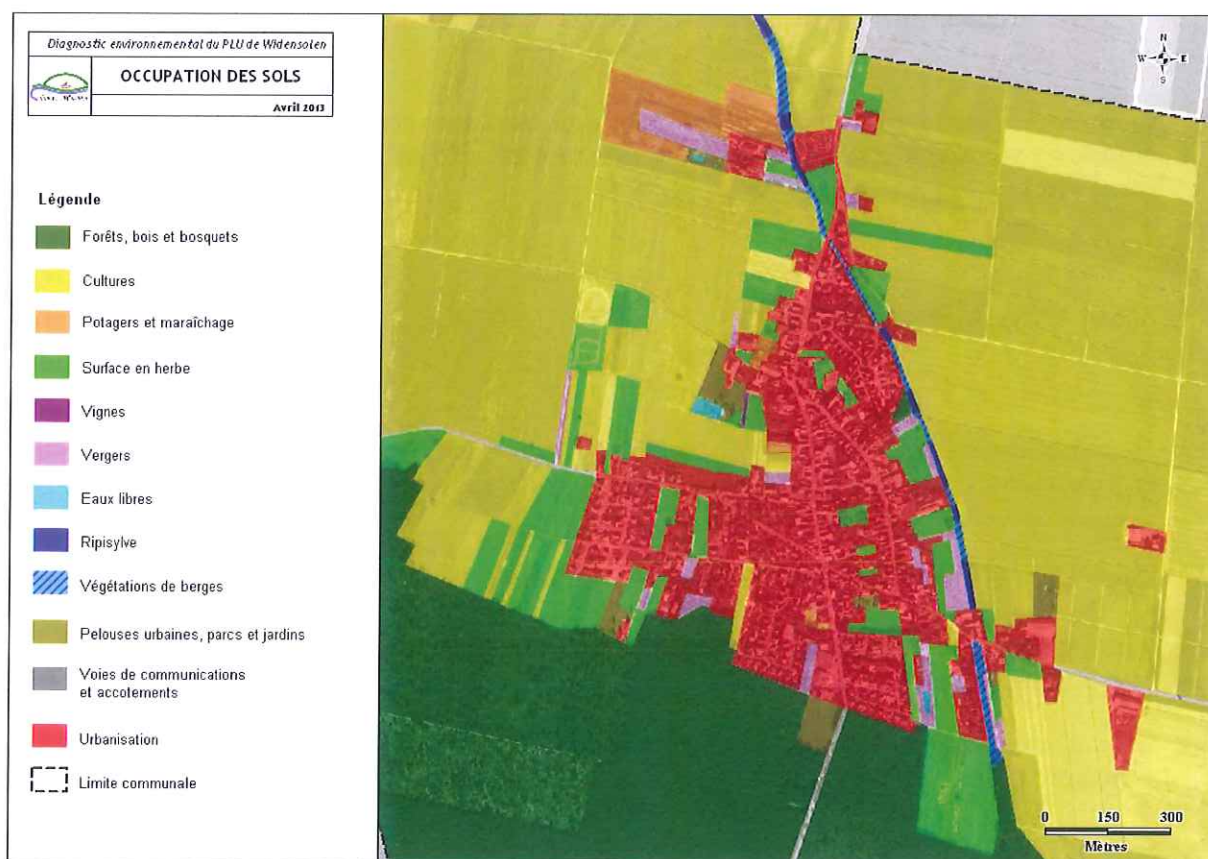 Diagnostic environnemental du PLU de Widensolen
OCCUPATION DES SOLS
Avril 2013
Légende
Forêts, bois et bosquets
Cultures
Potagers et maraîchage
Surface en herbe
Vignes
Vergers
Eaux libres
Ripisylve
Végétations de berges
Pelouses urbaines, parcs et jardins
Voies de communications
et accotements
Urbanisation
Limite communale
N
W E
S
0 150 300
Mètres